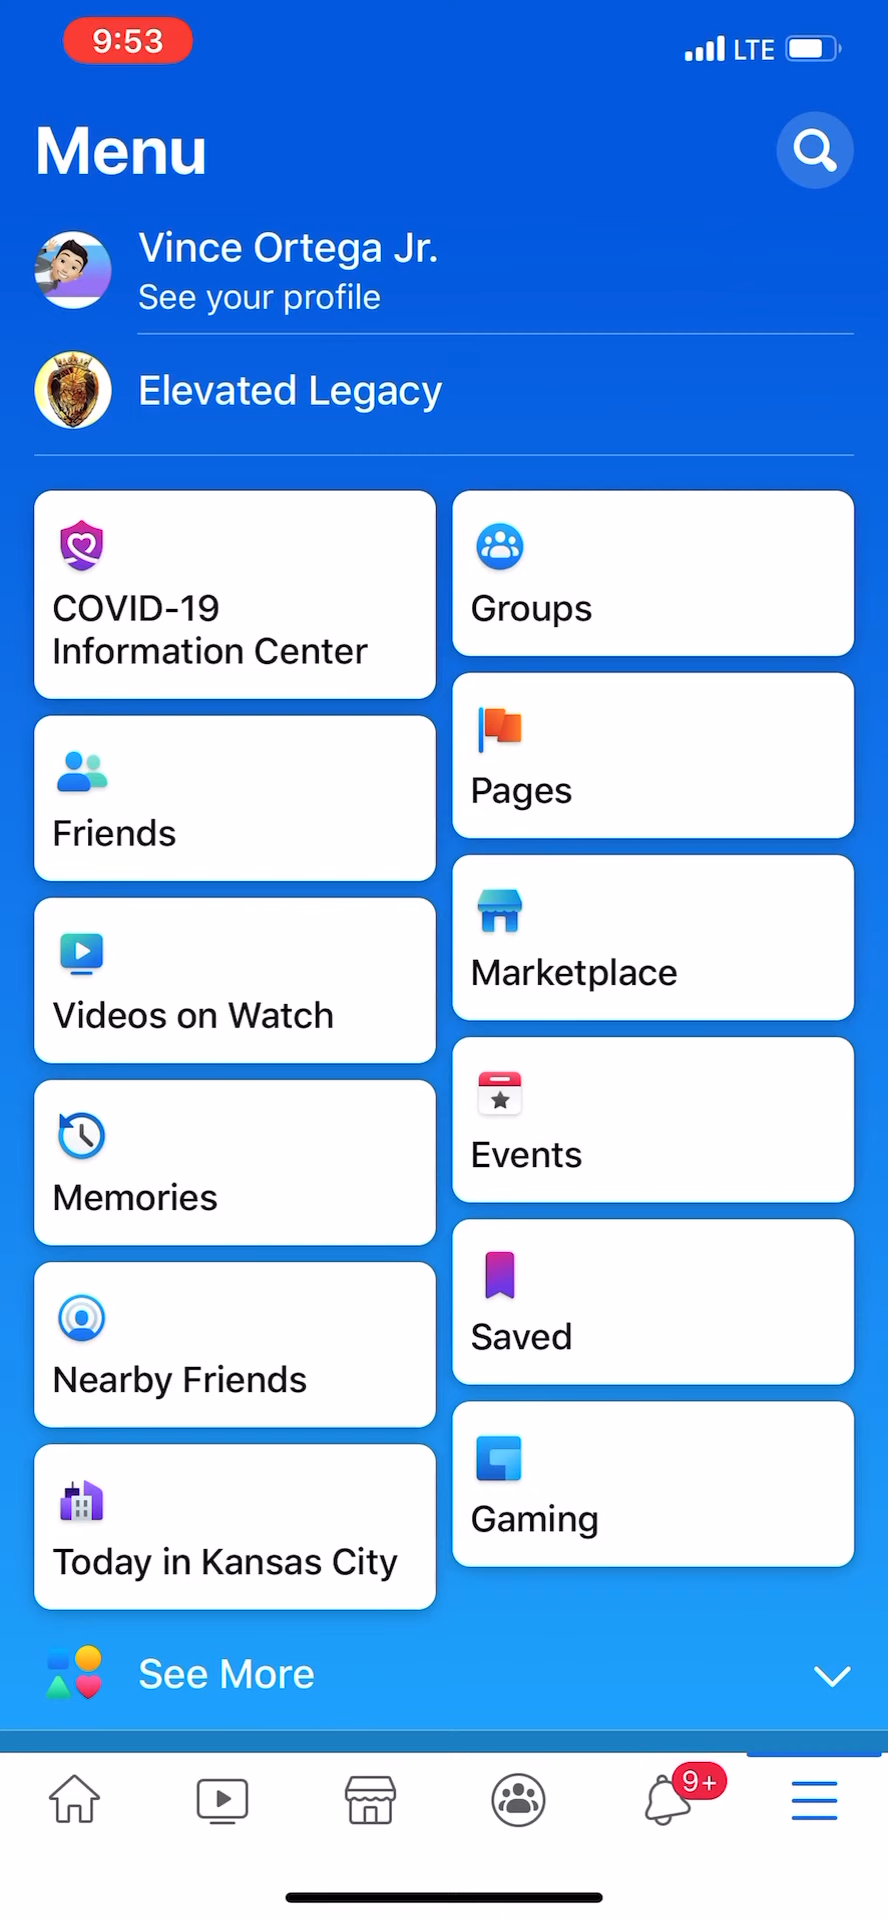 9:53
LTE
Menu
Vince Ortega Jr.
See your profile
Elevated Legacy
COVID-19
Information Center
Groups
Friends
Pages
Videos on Watch
Marketplace
Memories
Events
Nearby Friends
Saved
Today in Kansas City
Gaming
See More
9+